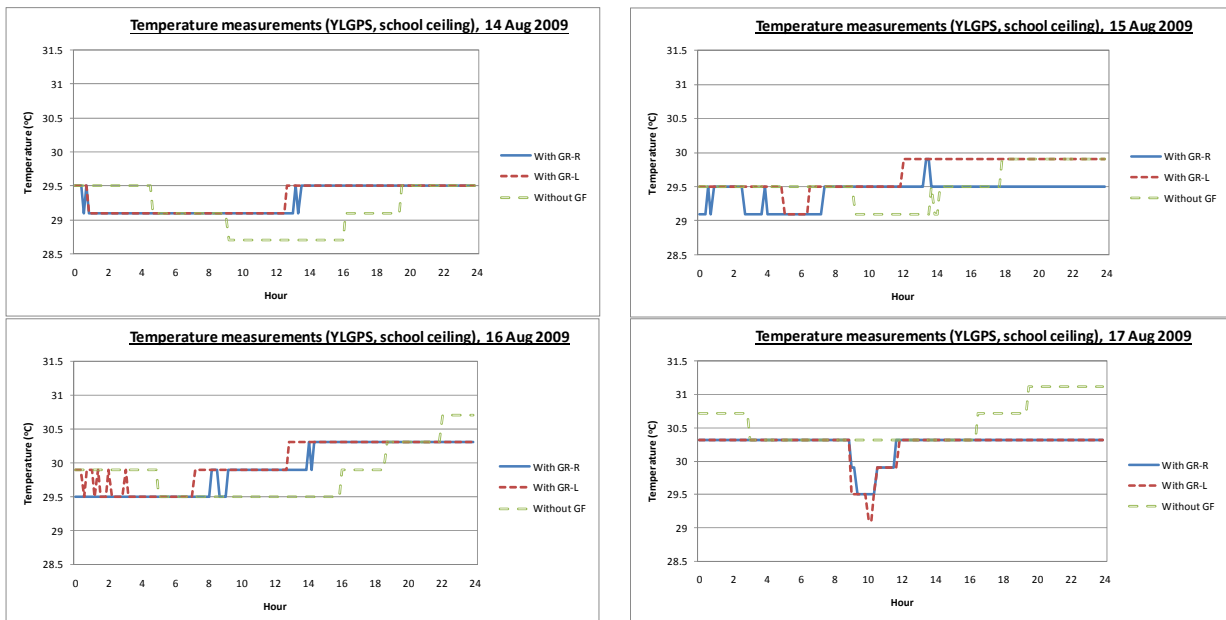 Temperature measurements (YLGPS, school ceiling), 14 Aug 2009
31.5
31
30.5
30
29.5
29
28.5
Temperature (°C)
0 2 4 6 8 10 12 14 16 18 20 22 24
Hour
With GR-R
With GR-L
Without GF
Temperature measurements (YLGPS, school ceiling), 15 Aug 2009
31.5
31
30.5
30
29.5
29
28.5
Temperature (°C)
0 2 4 6 8 10 12 14 16 18 20 22 24
Hour
With GR-R
With GR-L
Without GF
Temperature measurements (YLGPS, school ceiling), 16 Aug 2009
31.5
31
30.5
30
29.5
29
28.5
Temperature (°C)
0 2 4 6 8 10 12 14 16 18 20 22 24
Hour
With GR-R
With GR-L
Without GF
Temperature measurements (YLGPS, school ceiling), 17 Aug 2009
31.5
31
30.5
30
29.5
29
28.5
Temperature (°C)
0 2 4 6 8 10 12 14 16 18 20 22 24
Hour
With GR-R
With GR-L
Without GF